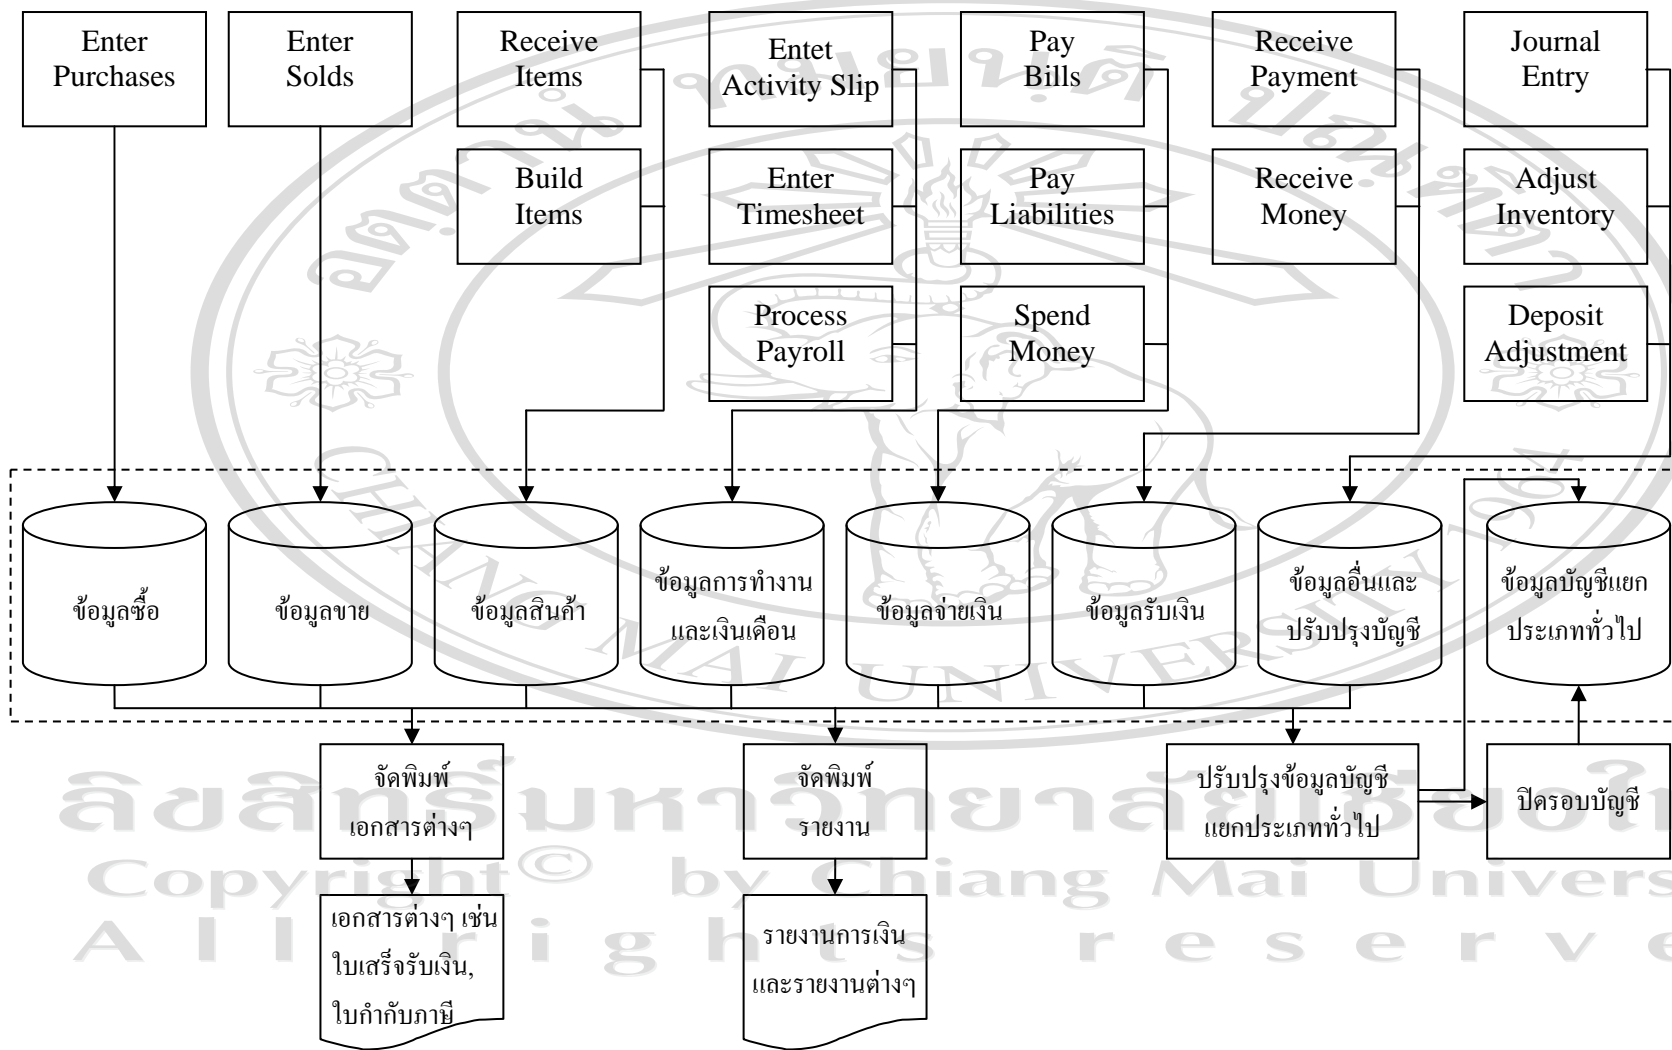 Enter
Purchases
Enter
Solds
Receive
Items
Entet
Activity Slip
Pay
Bills
Receive
Payment
Journal
Entry
Build
Items
Enter
Timesheet
Pay
Liabilities
Receive
Money
Adjust
Inventory
Process
Payroll
Spend
Money
Deposit
Adjustment
ข้อมูลซื้อ
ข้อมูลขาย
ข้อมูลสินค้า
ข้อมูลการทำงาน
และเงินเดือน
ข้อมูลจ่ายเงิน
ข้อมูลรับเงิน
ข้อมูลอื่นและ
ปรับปรุงบัญชี
ข้อมูลบัญชีแยก
ประเภททั่วไป
จัดพิมพ์
เอกสารต่างๆ
จัดพิมพ์
รายงาน
ปรับปรุงข้อมูลบัญชี
แยกประเภททั่วไป
ปิดรอบบัญชี
เอกสารต่างๆ เช่น
ใบเสร็จรับเงิน,
ใบกำกับภาษี
รายงานการเงิน
และรายงานต่างๆ
CHIANG MAI UNIVERSITY 1964
ลิขสิทธิ์มหาวิทยาลัยเชียงใ
Copyright© by Chiang Mai Univers
All rights reserve